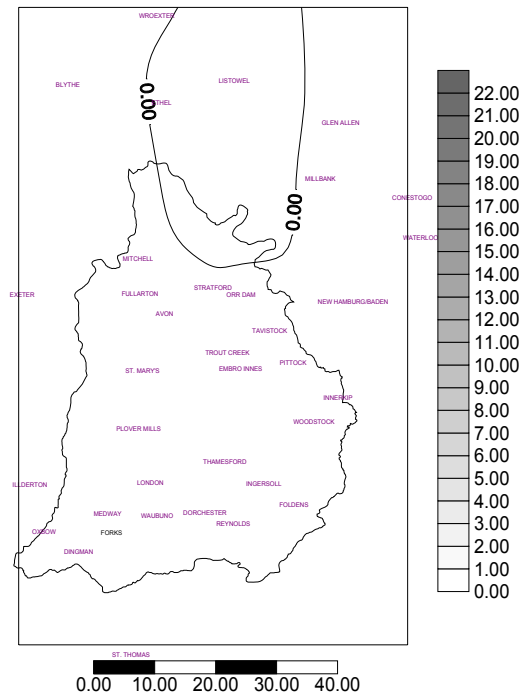 WROEXTER
BLYTHE
LISTOWEL
0.00
GLEN ALLEN
MILLBANK
CONESTOGO
0.00
MITCHELL
STRATFORD
EXETER
FULLARTON
ORR DAM
NEW HAMBURG/BADEN
AVON
TAVISTOCK
TROUT CREEK
PITTOCK
ST. MARY'S
EMBRO INNES
INNERKIP
WOODSTOCK
PLOVER MILLS
THAMESFORD
LONDON
INGERSOLL
FOLDENS
MEDWAY
WAUBUNO
DORCHESTER
REYNOLDS
OXBOW
FORKS
DINGMAN
ST. THOMAS
0.00 10.00 20.00 30.00 40.00
22.00
21.00
20.00
19.00
18.00
17.00
16.00
15.00
14.00
13.00
12.00
11.00
10.00
9.00
8.00
7.00
6.00
5.00
4.00
3.00
2.00
1.00
0.00